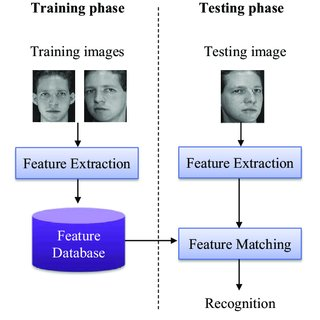 Training phase
Testing phase
Training images
Testing image
Feature Extraction
Feature Extraction
Feature
Database
Feature Matching
Recognition